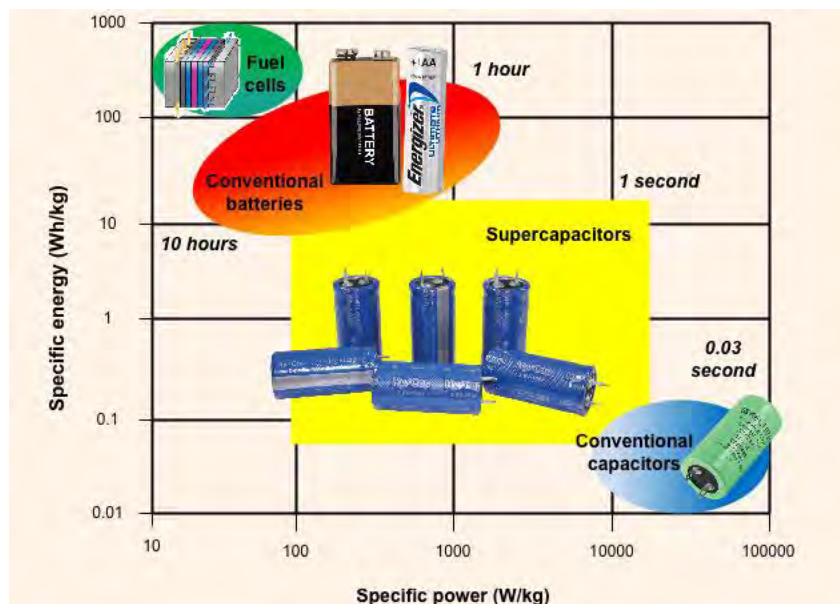 1000
100
10
1
0.1
0.01
10
100
1000
10000
100000
Specific energy (Wh/kg)
Specific power (W/kg)
Fuel
cells
Conventional
batteries
BATTERY
+ AA
Energizer
1 hour
1 second
10 hours
Supercapacitors
0.03
second
Conventional
capacitors